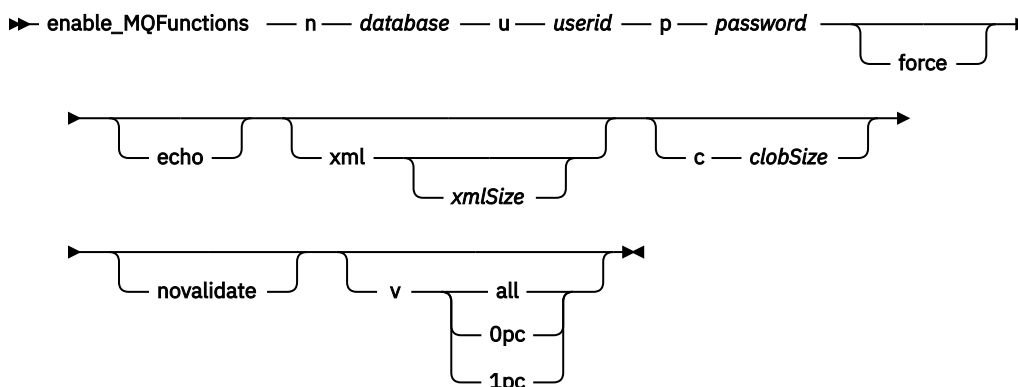 enable_MQFunctions — n — database — u — userid — p — password
force
echo xml c — clobSize
xmlSize
novalidate v all
0pc
1pc